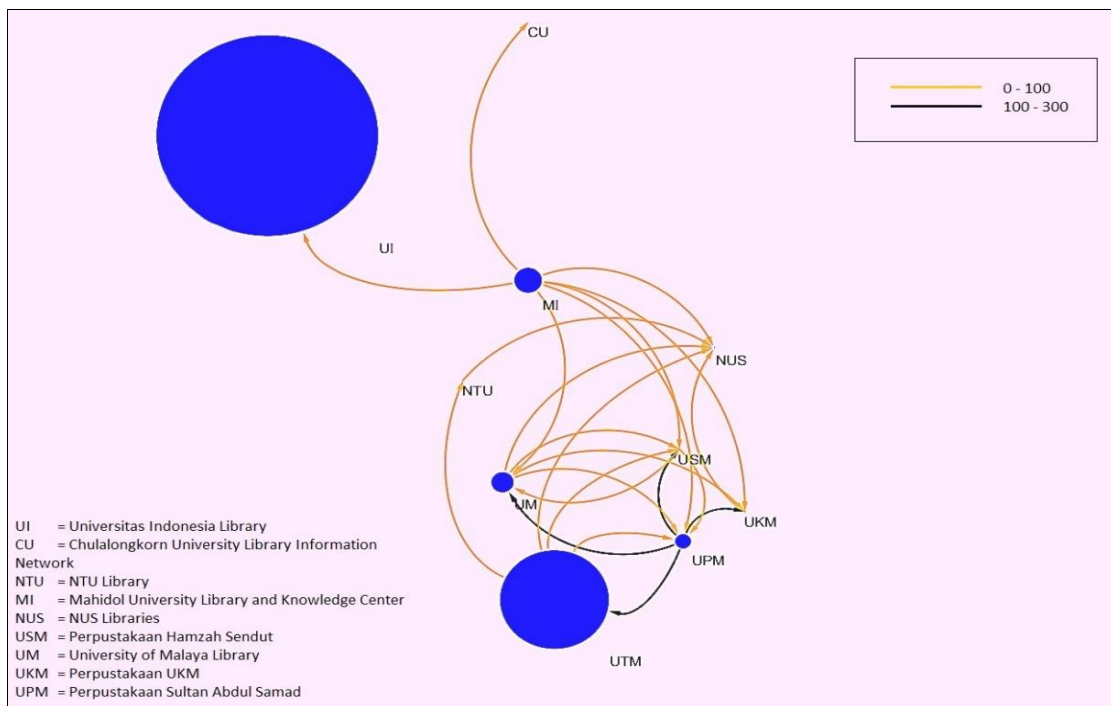 CU
0 - 100
100 - 300
UI
MI
NUS
NTU
USM
UM
UKM
UPM
UTM
UI = Universitas Indonesia Library
CU = Chulalongkorn University Library Information
Network
NTU = NTU Library
MI = Mahidol University Library and Knowledge Center
NUS = NUS Libraries
USM = Perpustakaan Hamzah Sendut
UM = University of Malaya Library
UKM = Perpustakaan UKM
UPM = Perpustakaan Sultan Abdul Samad